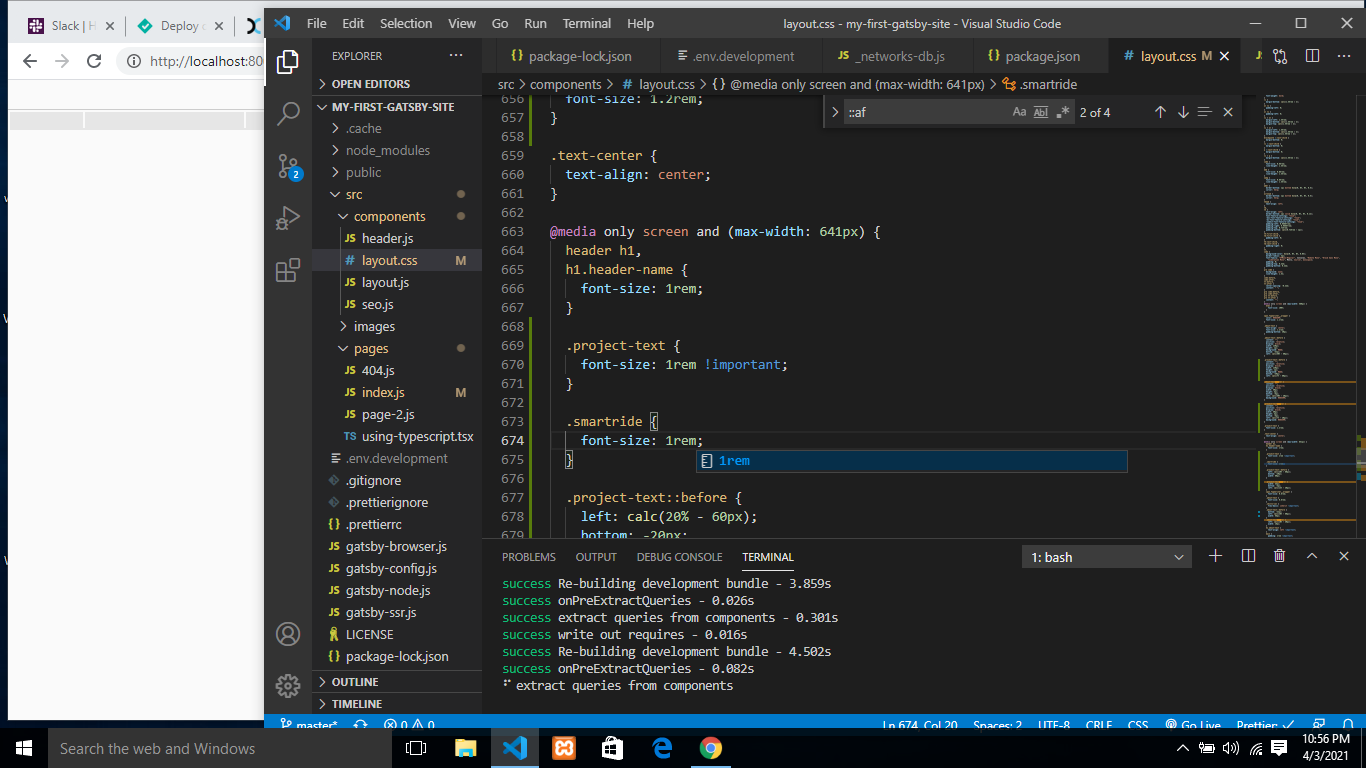 Slack | H
Deploy
http://localhost:80
File Edit Selection View Go Run Terminal Help
layout.css - my-first-gatsby-site - Visual Studio Code
EXPLORER
package-lock.json
.env.development
_networks-db.js
package.json
layout.css M
OPEN EDITORS
src > components > layout.css > @media only screen and (max-width: 641px) > .smartride
MY-FIRST-GATSBY-SITE
.cache
node_modules
public
src
components
header.js
layout.css M
layout.js
seo.js
images
pages
404.js
index.js M
page-2.js
using-typescript.tsx
.env.development
.gitignore
.prettierignore
.prettierrc
gatsby-browser.js
gatsby-config.js
gatsby-node.js
gatsby-ssr.js
LICENSE
package-lock.json
OUTLINE
TIMELINE
2
::af
Aa Abl .*
2 of 4
656 font-size: 1.2rem;
657 }
658
659 .text-center {
660 text-align: center;
661 }
662
663 @media only screen and (max-width: 641px) {
664 header h1,
665 h1.header-name {
666 font-size: 1rem;
667 }
668
669 .project-text {
670 font-size: 1rem !important;
671 }
672
673 .smartride {
674 font-size: 1rem;
675 }
1rem
676
677 .project-text::before {
678 left: calc(20% - 60px);
679 bottom: -20px;
PROBLEMS OUTPUT DEBUG CONSOLE TERMINAL
1: bash
success Re-building development bundle - 3.859s
success onPreExtractQueries - 0.026s
success extract queries from components - 0.301s
success write out requires - 0.016s
success Re-building development bundle - 4.502s
success onPreExtractQueries - 0.082s
extract queries from components
master* 0 0 Ln 674, Col 20 Spaces: 2 UTF-8 CRLF CSS Go Live Prettier: ✓
Search the web and Windows
10:56 PM
4/3/2021